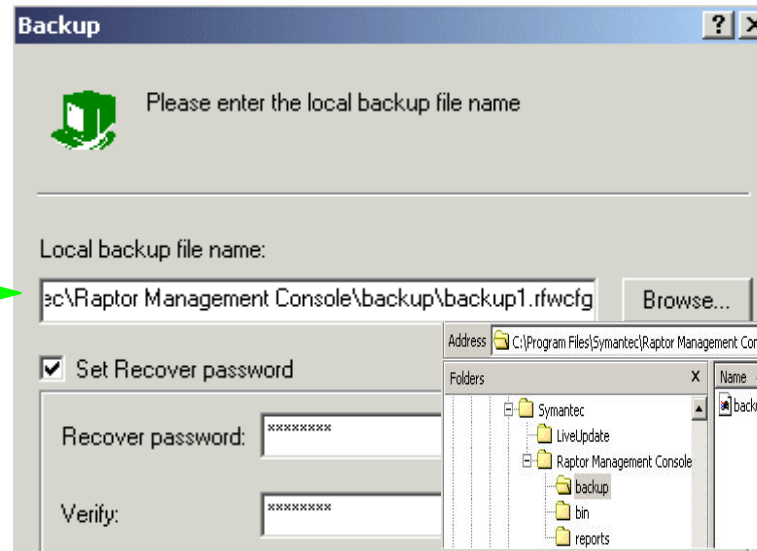 Backup
Please enter the local backup file name
Local backup file name:
ec\Raptor Management Console\backup\backup1.rfwcfg
Browse...
Set Recover password
Recover password: ××××××××
Verify: ××××××××
Address C:\Program Files\Symantec\Raptor Management Con
Folders X Name
Symantec
LiveUpdate
Raptor Management Console
backup
bin
reports
backu